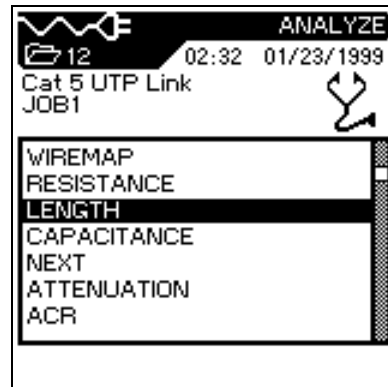 ANALYZE
12 02:32 01/23/1999
Cat 5 UTP Link
JOB1
WIREMAP
RESISTANCE
LENGTH
CAPACITANCE
NEXT
ATTENUATION
ACR